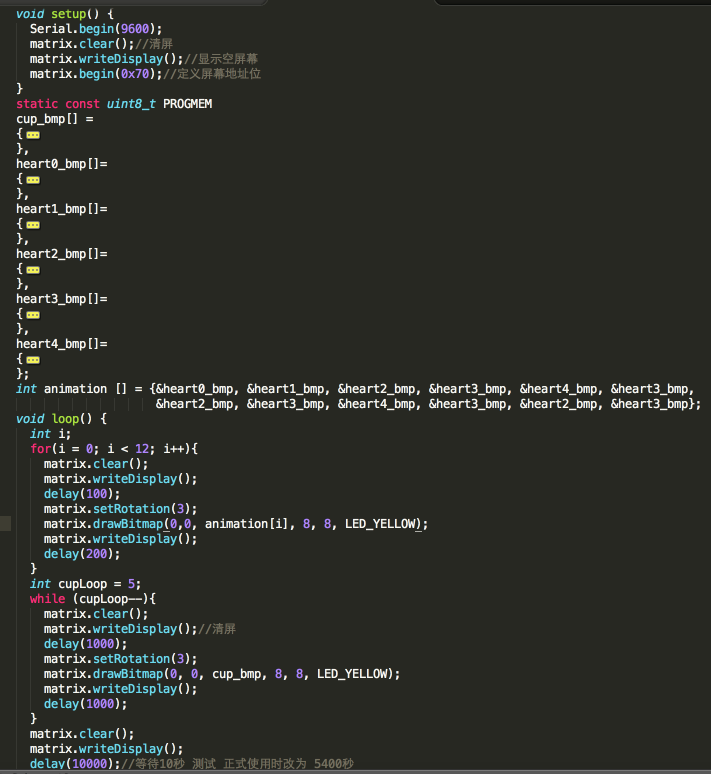 void setup() {
Serial.begin(9600);
matrix.clear();//清屏
matrix.writeDisplay();//显示空屏幕
matrix.begin(0x70);//定义屏幕地址位
}
static const uint8_t PROGMEM
cup_bmp[] =
{
},
heart0_bmp[]=
{
},
heart1_bmp[]=
{
},
heart2_bmp[]=
{
},
heart3_bmp[]=
{
},
heart4_bmp[]=
{
};
int animation [] = {&heart0_bmp, &heart1_bmp, &heart2_bmp, &heart3_bmp, &heart4_bmp, &heart3_bmp,
&heart2_bmp, &heart3_bmp, &heart4_bmp, &heart3_bmp, &heart2_bmp, &heart3_bmp};
void loop() {
int i;
for(i = 0; i < 12; i++){
matrix.clear();
matrix.writeDisplay();
delay(100);
matrix.setRotation(3);
matrix.drawBitmap(0,0, animation[i], 8, 8, LED_YELLOW);
matrix.writeDisplay();
delay(200);
}
int cupLoop = 5;
while (cupLoop--){
matrix.clear();
matrix.writeDisplay();//清屏
delay(1000);
matrix.setRotation(3);
matrix.drawBitmap(0, 0, cup_bmp, 8, 8, LED_YELLOW);
matrix.writeDisplay();
delay(1000);
}
matrix.clear();
matrix.writeDisplay();
delay(10000);//等待10秒 测试 正式使用时改为 5400秒